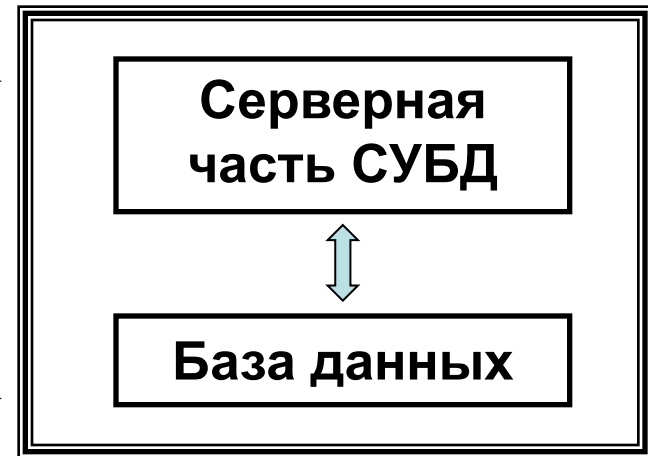 Серверная
часть СУБД
База данных